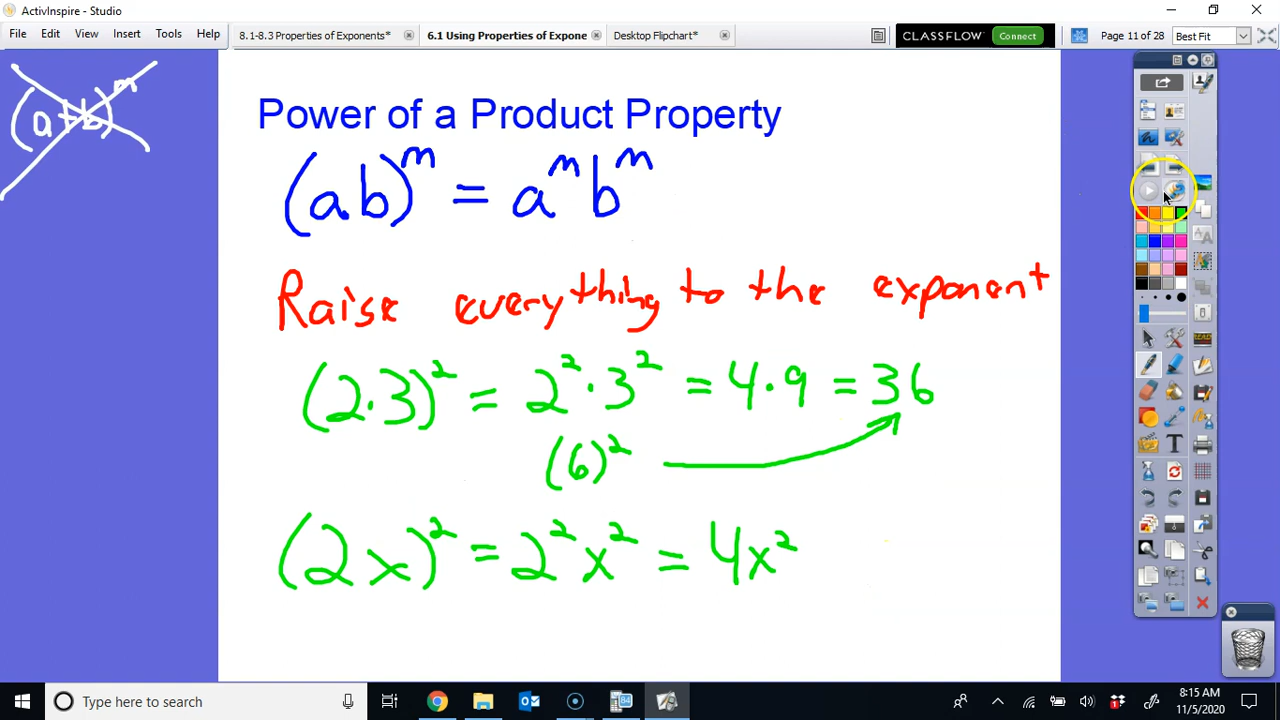 ActivInspire - Studio
File Edit View Insert Tools Help
8.1-8.3 Properties of Exponents*
6.1 Using Properties of Expone
Desktop Flipchart*
CLASSFLOW Connect
Page 11 of 28
Best Fit
(a+b)^m
Power of a Product Property
(ab)^m = a^m b^m
Raise everything to the exponent
(2·3)^2 = 2^2·3^2 = 4·9 = 36
(6)^2
(2x)^2 = 2^2 x^2 = 4x^2
Type here to search
8:15 AM
11/5/2020